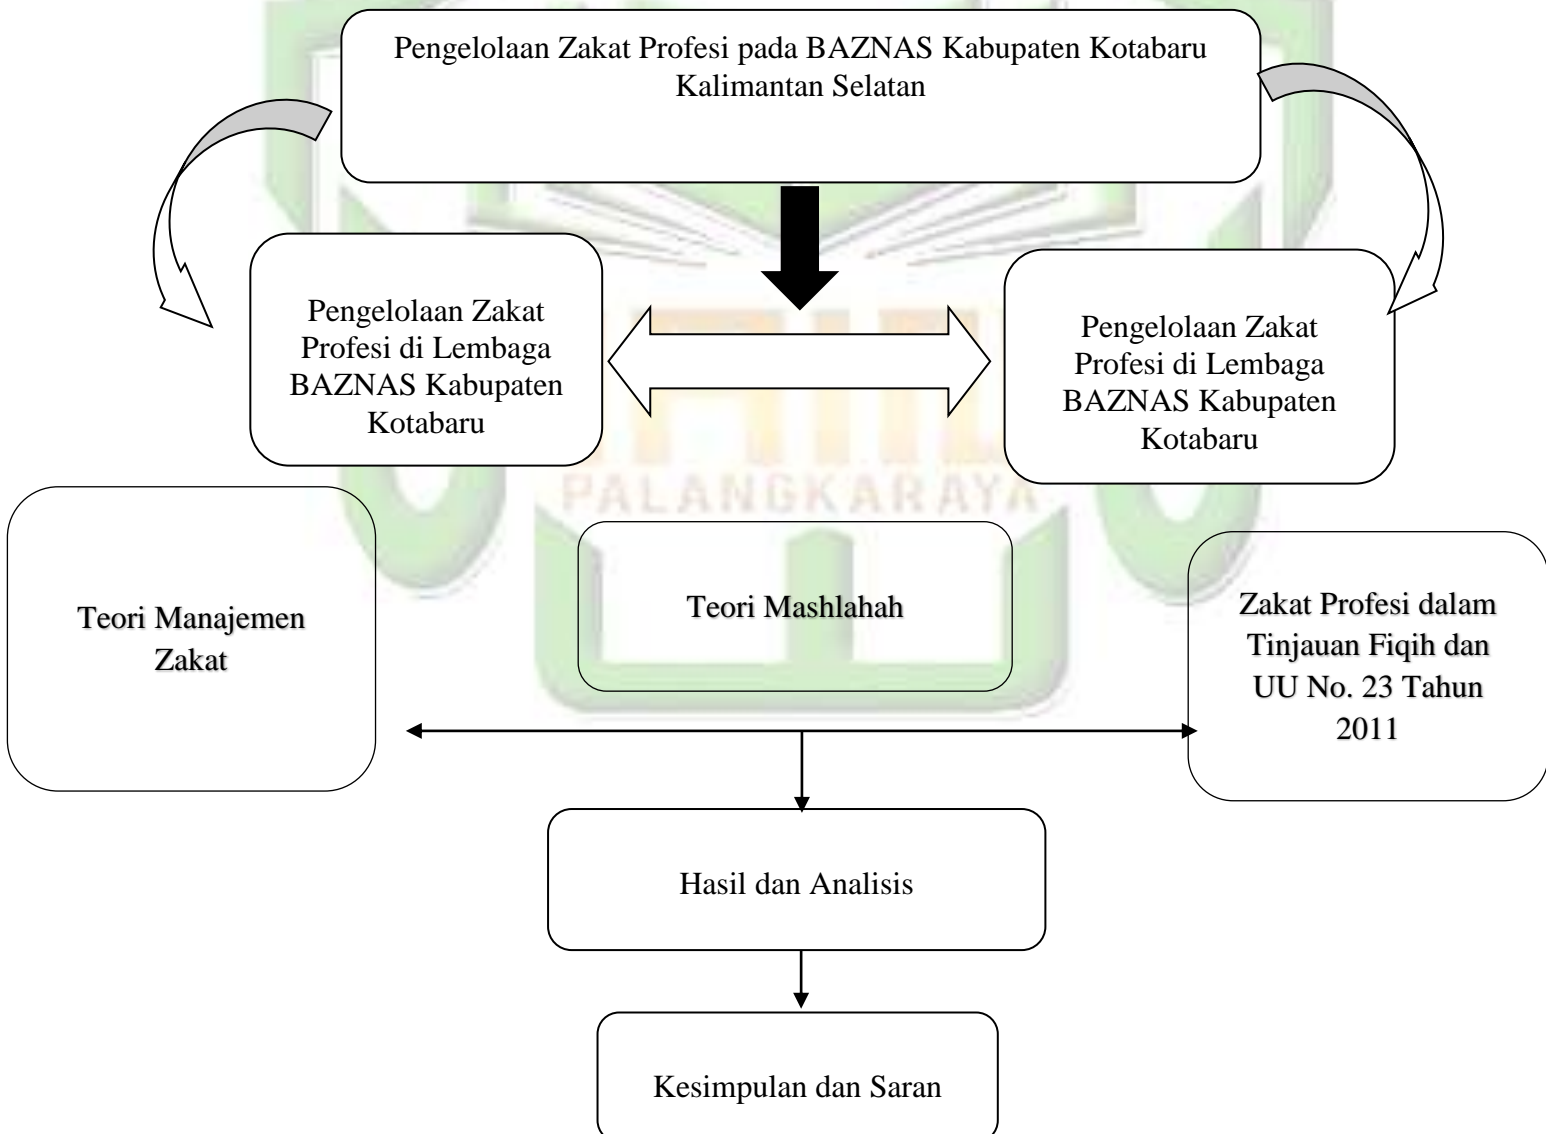 Pengelolaan Zakat Profesi pada BAZNAS Kabupaten Kotabaru
Kalimantan Selatan
Pengelolaan Zakat
Profesi di Lembaga
BAZNAS Kabupaten
Kotabaru
Pengelolaan Zakat
Profesi di Lembaga
BAZNAS Kabupaten
Kotabaru
PALANGKARAYA
Teori Manajemen
Zakat
Teori Mashlahah
Zakat Profesi dalam
Tinjauan Fiqih dan
UU No. 23 Tahun
2011
Hasil dan Analisis
Kesimpulan dan Saran